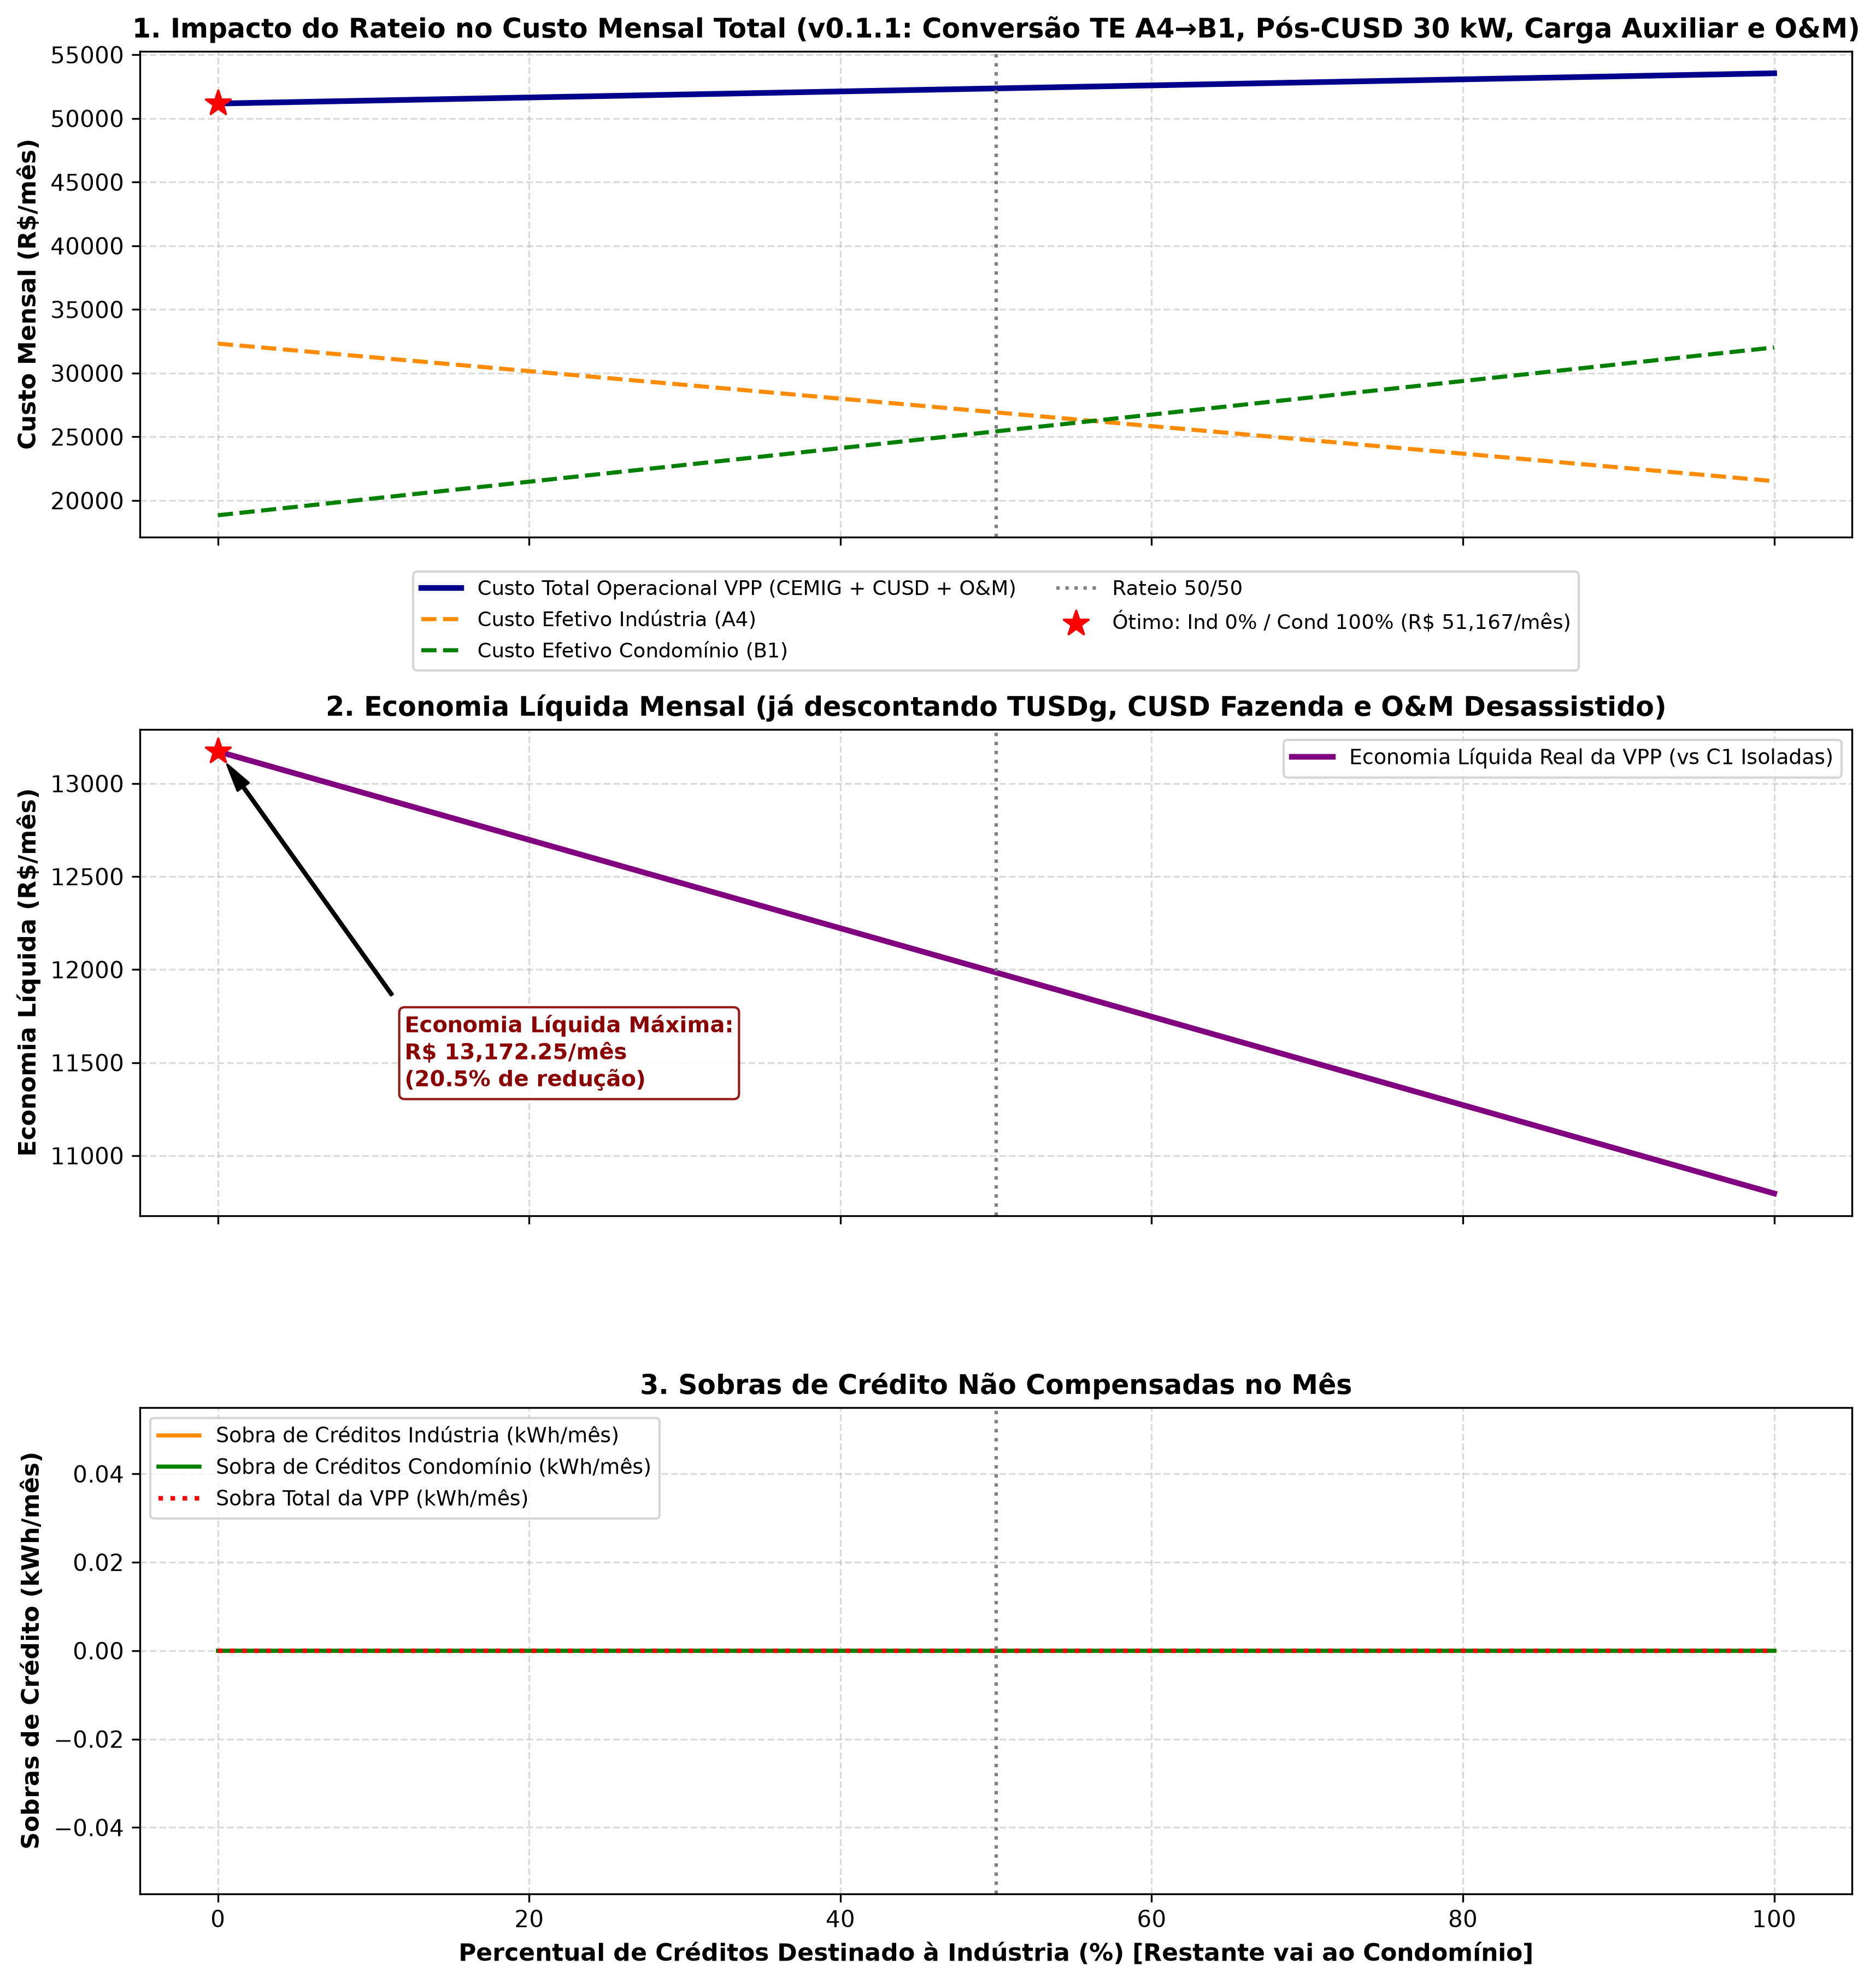 1. Impacto do Rateio no Custo Mensal Total (v0.1.1: Conversão TE A4→B1, Pós-CUSD 30 kW, Carga Auxiliar e O&M)
Custo Mensal (R$/mês)
55000
50000
45000
40000
35000
30000
25000
20000
Custo Total Operacional VPP (CEMIG + CUSD + O&M)
Custo Efetivo Indústria (A4)
Custo Efetivo Condomínio (B1)
Rateio 50/50
Ótimo: Ind 0% / Cond 100% (R$ 51,167/mês)
2. Economia Líquida Mensal (já descontando TUSDg, CUSD Fazenda e O&M Desassistido)
Economia Líquida (R$/mês)
13000
12500
12000
11500
11000
Economia Líquida Real da VPP (vs C1 Isoladas)
Economia Líquida Máxima:
R$ 13,172.25/mês
(20.5% de redução)
3. Sobras de Crédito Não Compensadas no Mês
Sobras de Crédito (kWh/mês)
0.04
0.02
0.00
−0.02
−0.04
Sobra de Créditos Indústria (kWh/mês)
Sobra de Créditos Condomínio (kWh/mês)
Sobra Total da VPP (kWh/mês)
0 20 40 60 80 100
Percentual de Créditos Destinado à Indústria (%) [Restante vai ao Condomínio]